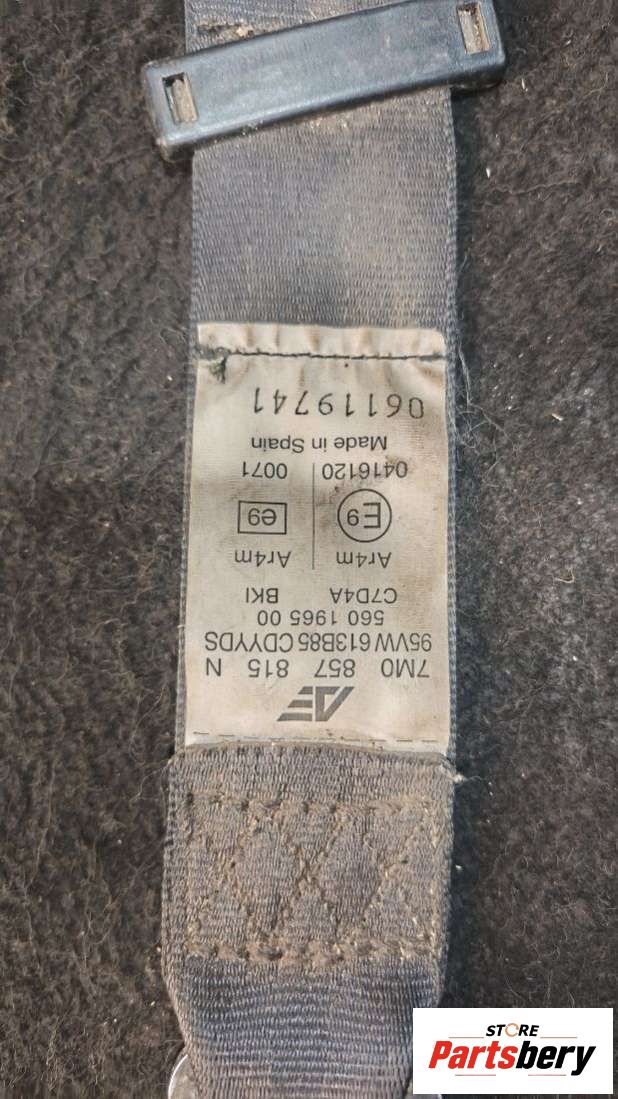 7M0 857 815 N
95VW 613B85 CDYYDS
560 1965 00
C7D4A BKI
Ar4m Ar4m
E9 e9
0416120 0071
Made in Spain
06119741
STORE
Partsbery